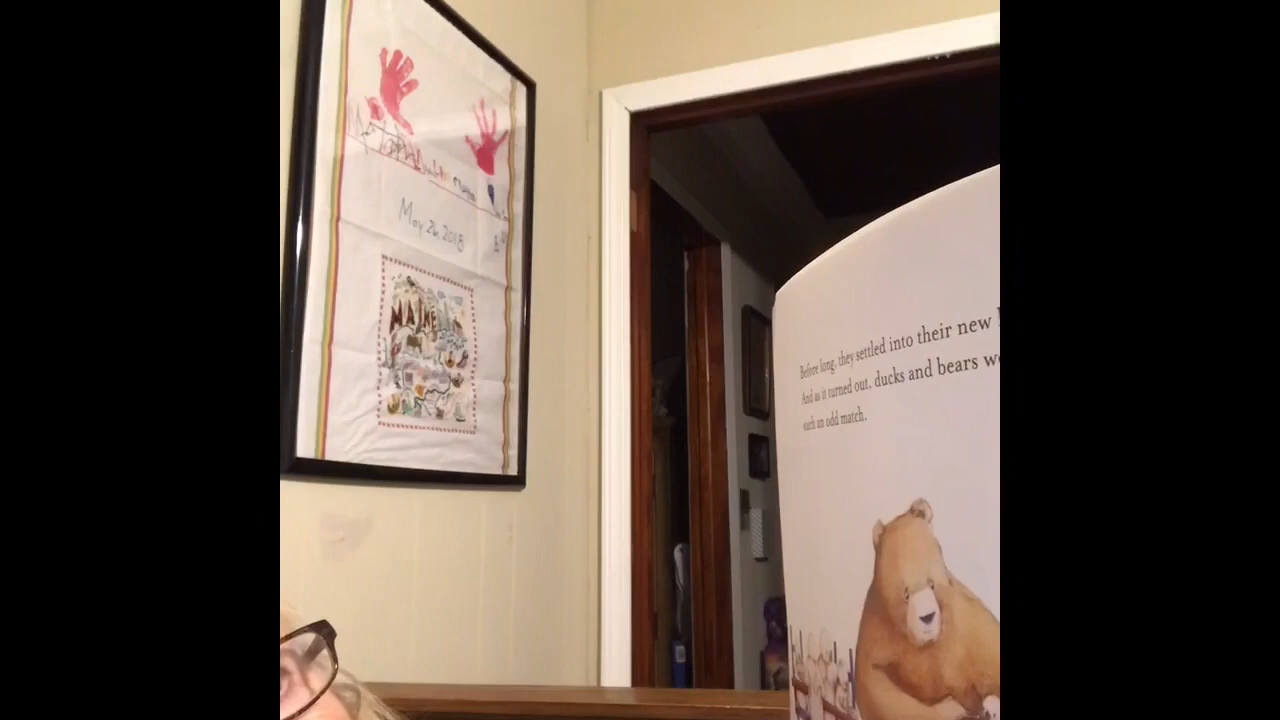 May 26 2018
MAINE
Before long, they settled into their new
And as it turned out, ducks and bears
such an odd match.